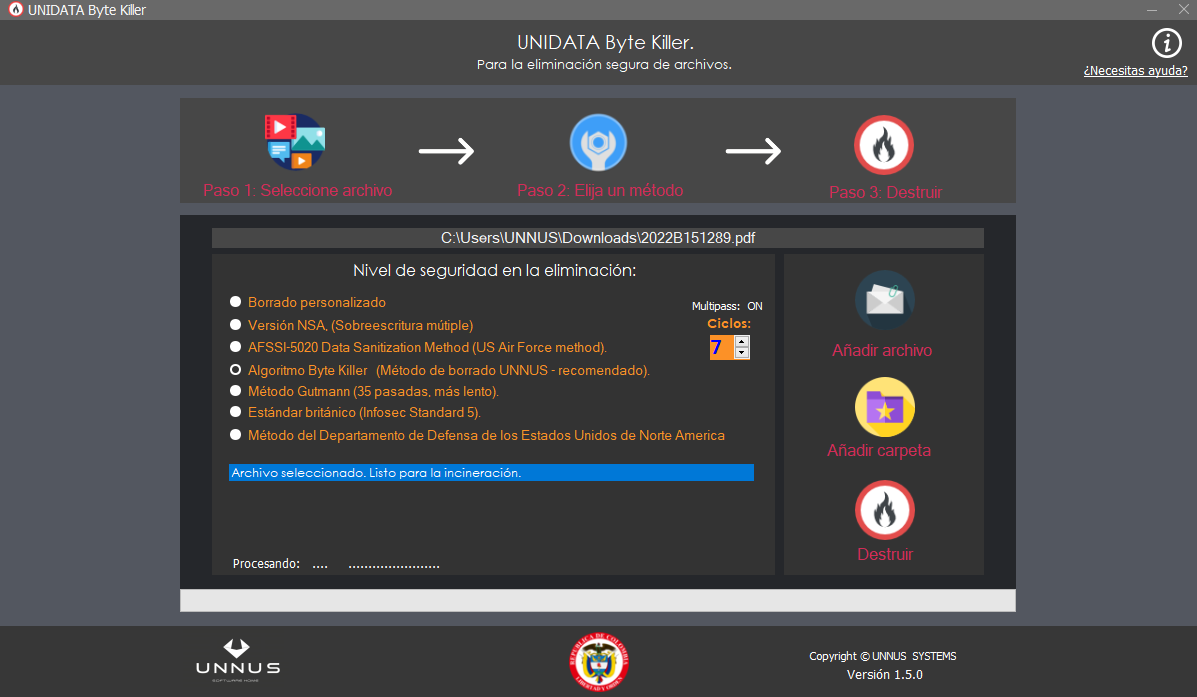 UNIDATA Byte Killer
UNIDATA Byte Killer.
Para la eliminación segura de archivos.
¿Necesitas ayuda?
Paso 1: Seleccione archivo
Paso 2: Elija un método
Paso 3: Destruir
C:\Users\UNNUS\Downloads\2022B151289.pdf
Nivel de seguridad en la eliminación:
Borrado personalizado
Multipass: ON
Versión NSA, (Sobreescritura mútiple)
Ciclos:
7
AFSSI-5020 Data Sanitization Method (US Air Force method).
Algoritmo Byte Killer (Método de borrado UNNUS - recomendado).
Método Gutmann (35 pasadas, más lento).
Estándar británico (Infosec Standard 5).
Método del Departamento de Defensa de los Estados Unidos de Norte America
Archivo seleccionado. Listo para la incineración.
Procesando: .... .......................
Añadir archivo
Añadir carpeta
Destruir
UNNUS
SOFTWARE HOME
REPUBLICA DE COLOMBIA
LIBERTAD Y ORDEN
Copyright © UNNUS SYSTEMS
Versión 1.5.0